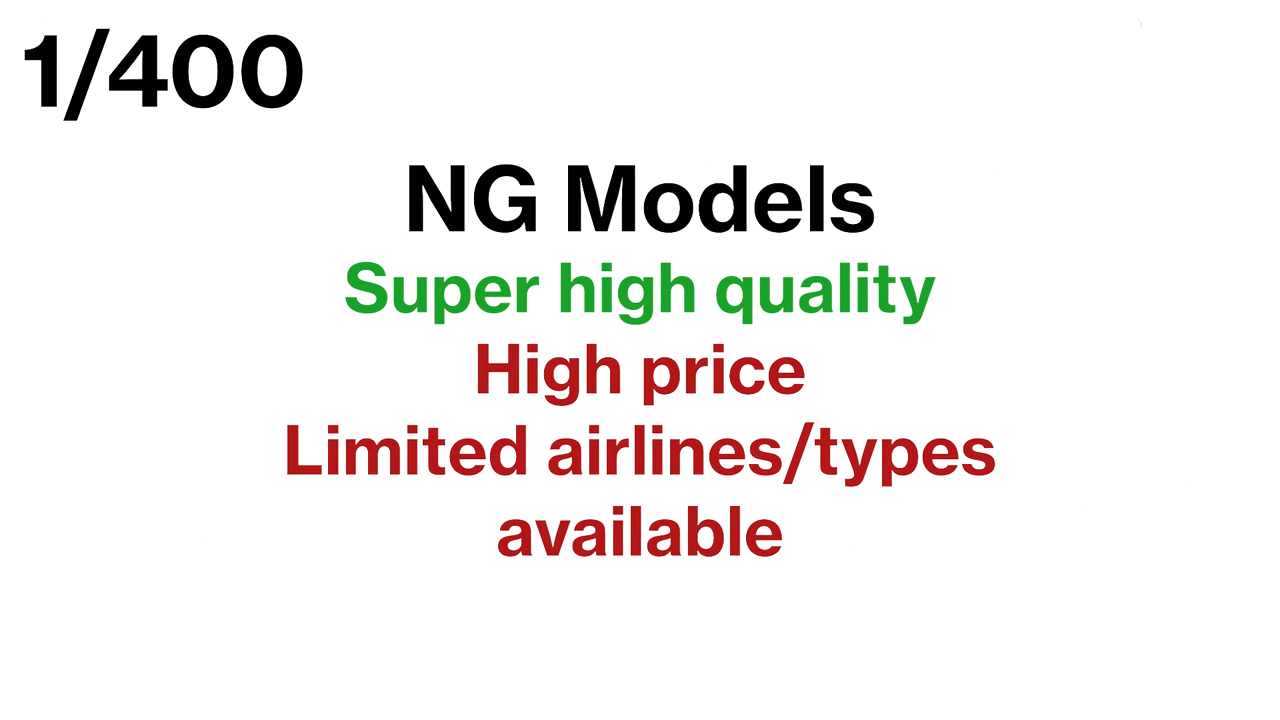 1/400
NG Models
Super high quality
High price
Limited airlines/types
available